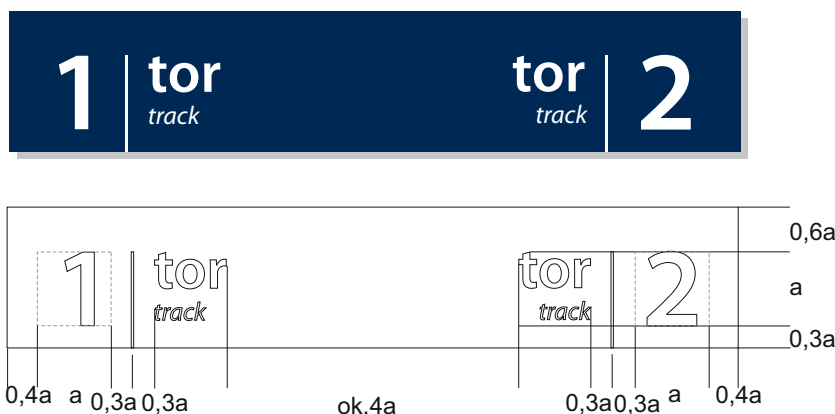 1 tor tor 2
track track
0,6a
1 tor tor 2
a
track track
0,3a
0,4a a 0,3a 0,3a ok.4a 0,3a 0,3a a 0,4a